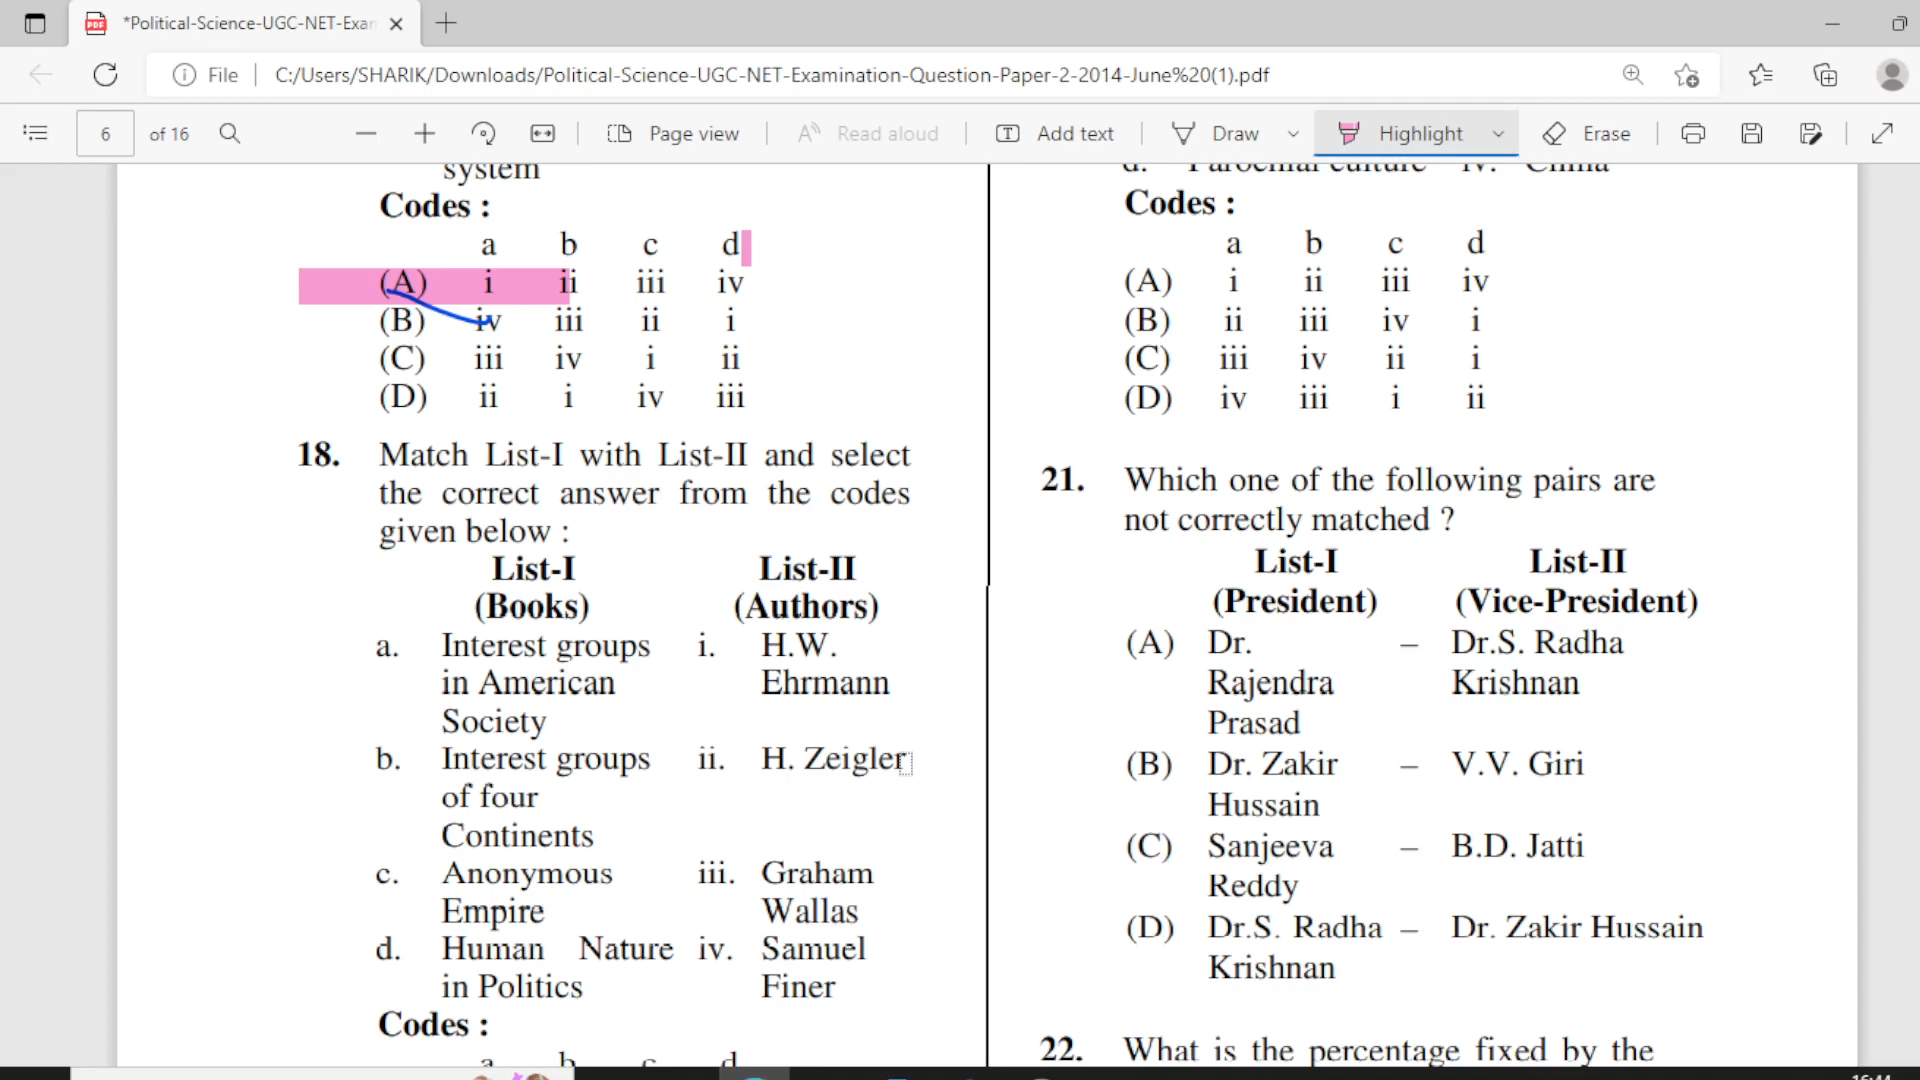 *Political-Science-UGC-NET-Exam
File
C:/Users/SHARIK/Downloads/Political-Science-UGC-NET-Examination-Question-Paper-2-2014-June%20(1).pdf
6 of 16
Page view
Read aloud
Add text
Draw
Highlight
Erase
system
Codes :
a b c d
(A) i ii iii iv
(B) iv iii ii i
(C) iii iv i ii
(D) ii i iv iii
18. Match List-I with List-II and select
the correct answer from the codes
given below :
List-I List-II
(Books) (Authors)
a. Interest groups i. H.W.
in American Ehrmann
Society
b. Interest groups ii. H. Zeigler
of four
Continents
c. Anonymous iii. Graham
Empire Wallas
d. Human Nature iv. Samuel
in Politics Finer
Codes :
a b c d
d. Parochial culture iv. China
Codes :
a b c d
(A) i ii iii iv
(B) ii iii iv i
(C) iii iv ii i
(D) iv iii i ii
21. Which one of the following pairs are
not correctly matched ?
List-I List-II
(President) (Vice-President)
(A) Dr. – Dr.S. Radha
Rajendra Krishnan
Prasad
(B) Dr. Zakir – V.V. Giri
Hussain
(C) Sanjeeva – B.D. Jatti
Reddy
(D) Dr.S. Radha – Dr. Zakir Hussain
Krishnan
22. What is the percentage fixed by the